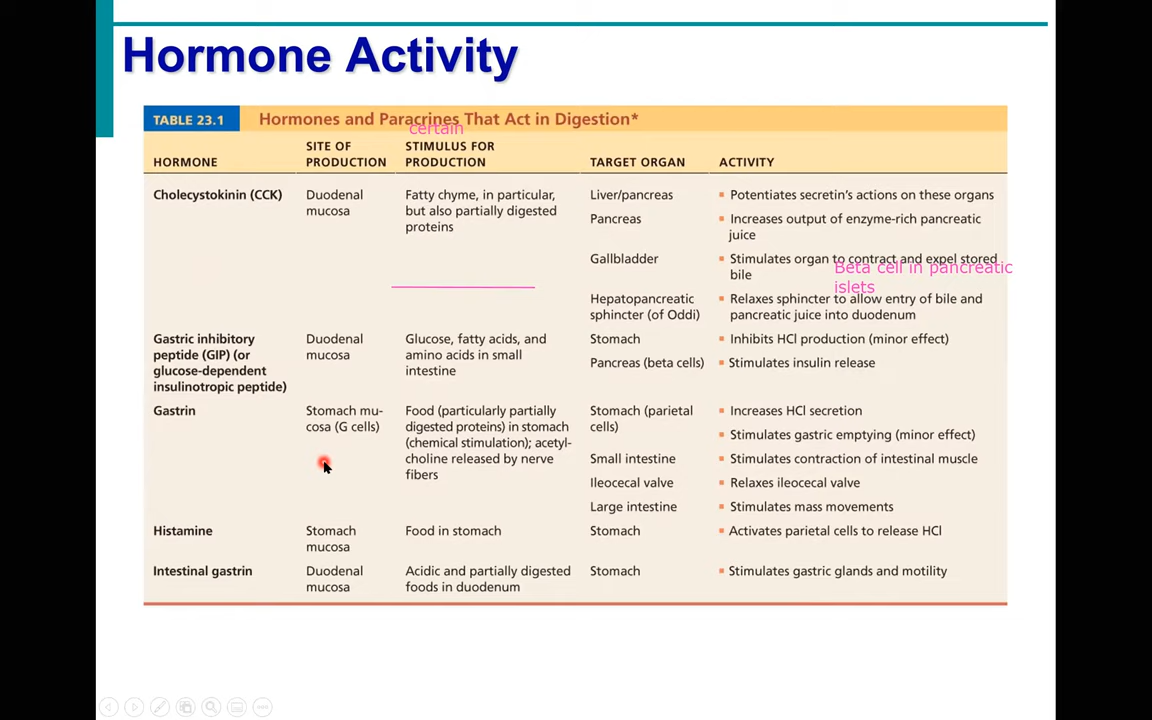 Hormone Activity
TABLE 23.1 Hormones and Paracrines That Act in Digestion*
certain
HORMONE
SITE OF
PRODUCTION
STIMULUS FOR
PRODUCTION
TARGET ORGAN
ACTIVITY
Cholecystokinin (CCK)
Duodenal
mucosa
Fatty chyme, in particular,
but also partially digested
proteins
Liver/pancreas
Potentiates secretin's actions on these organs
Pancreas
Increases output of enzyme-rich pancreatic
juice
Gallbladder
Stimulates organ to contract and expel stored
bile
Beta cell in pancreatic
islets
Hepatopancreatic
sphincter (of Oddi)
Relaxes sphincter to allow entry of bile and
pancreatic juice into duodenum
Gastric inhibitory
peptide (GIP) (or
glucose-dependent
insulinotropic peptide)
Duodenal
mucosa
Glucose, fatty acids, and
amino acids in small
intestine
Stomach
Inhibits HCl production (minor effect)
Pancreas (beta cells)
Stimulates insulin release
Gastrin
Stomach mu-
cosa (G cells)
Food (particularly partially
digested proteins) in stomach
(chemical stimulation); acetyl-
choline released by nerve
fibers
Stomach (parietal
cells)
Increases HCl secretion
Stimulates gastric emptying (minor effect)
Small intestine
Stimulates contraction of intestinal muscle
Ileocecal valve
Relaxes ileocecal valve
Large intestine
Stimulates mass movements
Histamine
Stomach
mucosa
Food in stomach
Stomach
Activates parietal cells to release HCl
Intestinal gastrin
Duodenal
mucosa
Acidic and partially digested
foods in duodenum
Stomach
Stimulates gastric glands and motility